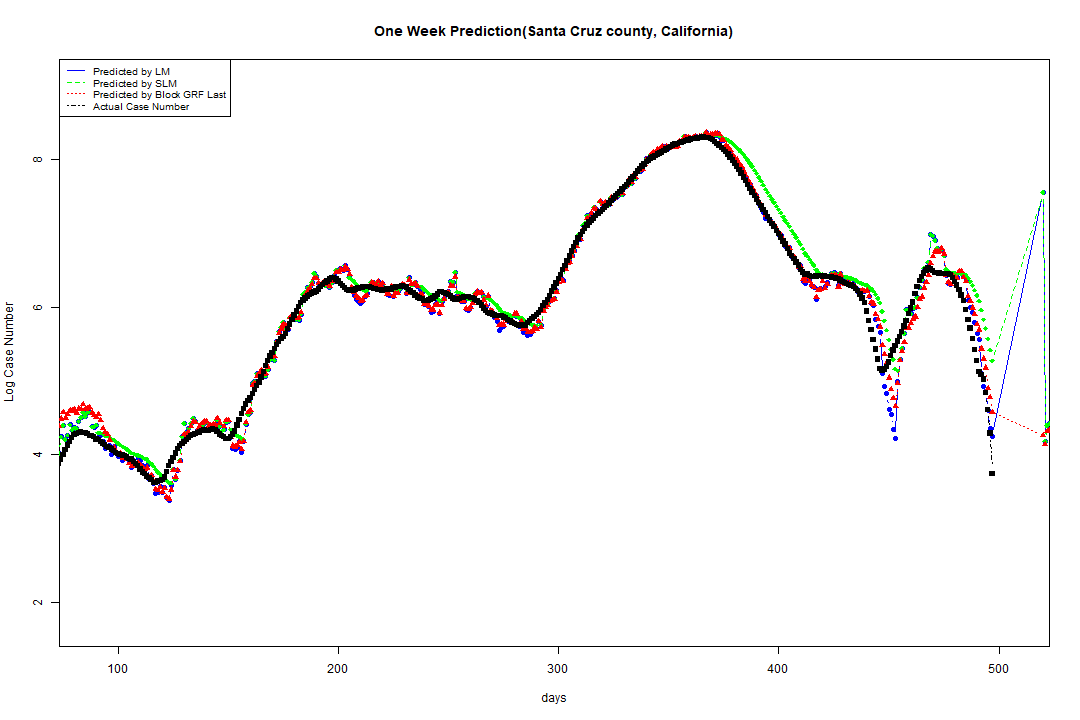 One Week Prediction(Santa Cruz county, California)
Predicted by LM
Predicted by SLM
Predicted by Block GRF Last
Actual Case Number
8
6
4
2
Log Case Number
100 200 300 400 500
days